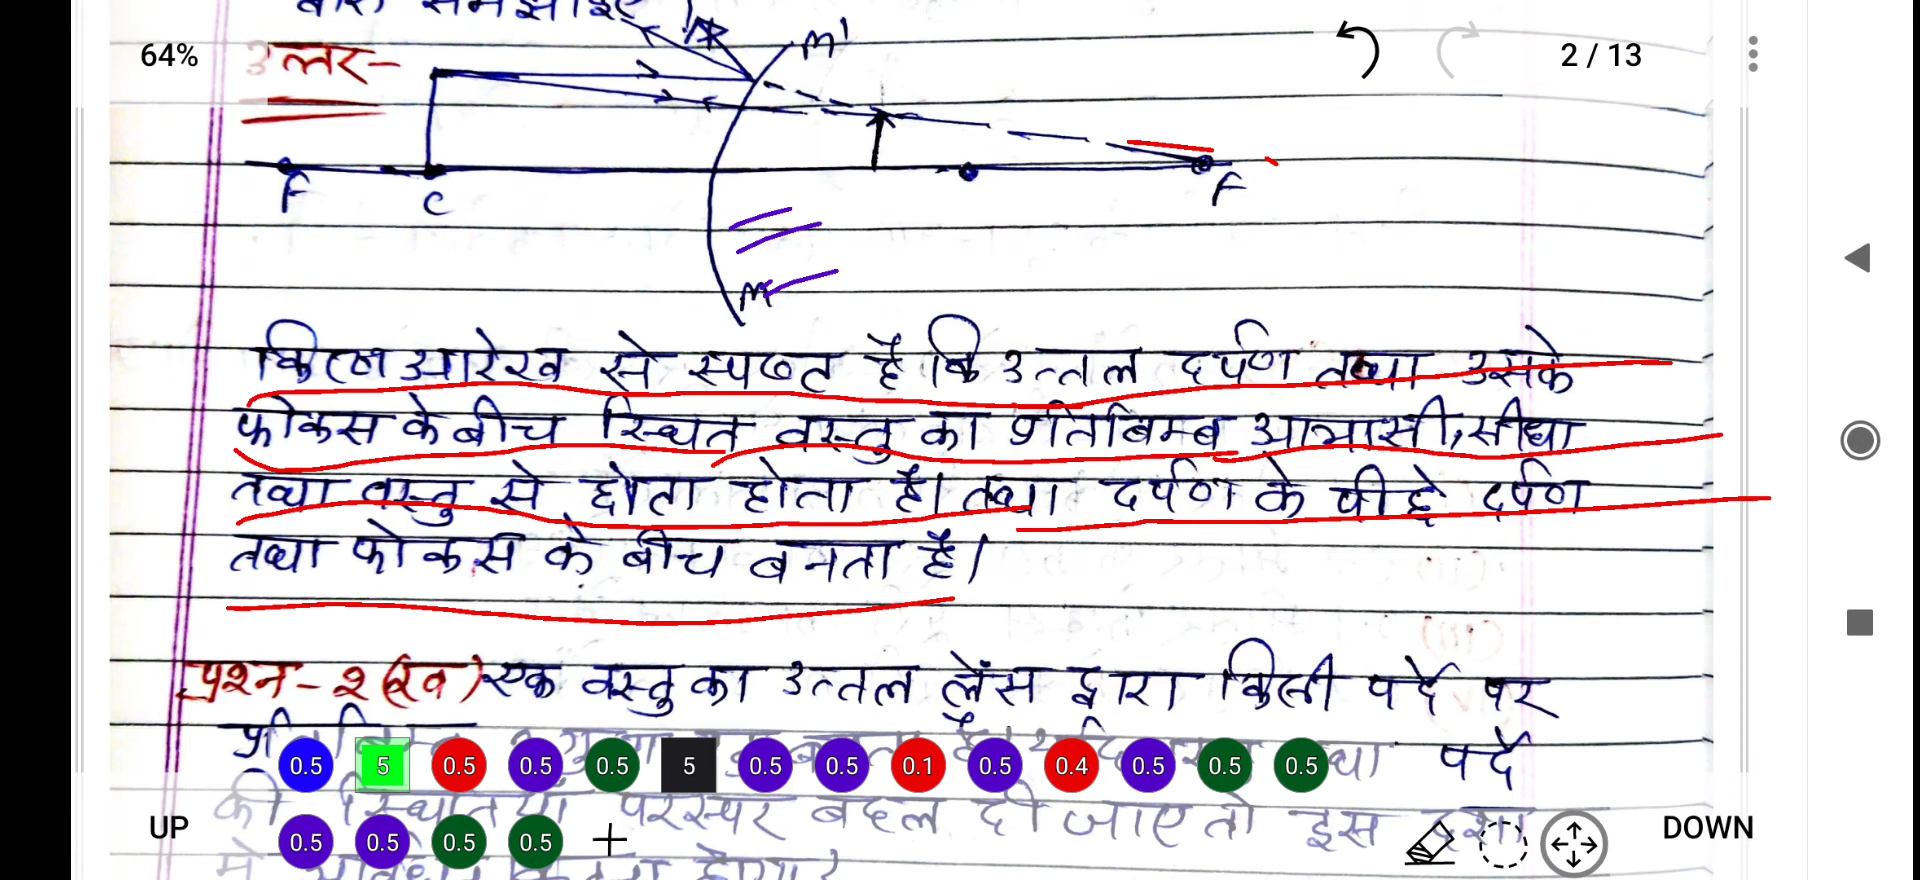 64%
2 / 13
उत्तर-
M'
F
C
F
M
किरण आरेख से स्पष्ट है कि उत्तल दर्पण तथा उसके
फोकस के बीच स्थित वस्तु का प्रतिबिम्ब आभासी, सीधा
तथा वस्तु से छोटा होता है। तथा दर्पण के पीछे दर्पण
तथा फोकस के बीच बनता है।
प्रश्न-२(ख) एक वस्तु का उत्तल लेंस द्वारा किसी पर्दे पर
पर्दे
की स्थितियाँ परस्पर बदल दी जाए तो इस दशा
0.5 5 0.5 0.5 0.5 5 0.5 0.5 0.1 0.5 0.4 0.5 0.5 0.5
UP 0.5 0.5 0.5 0.5 + DOWN